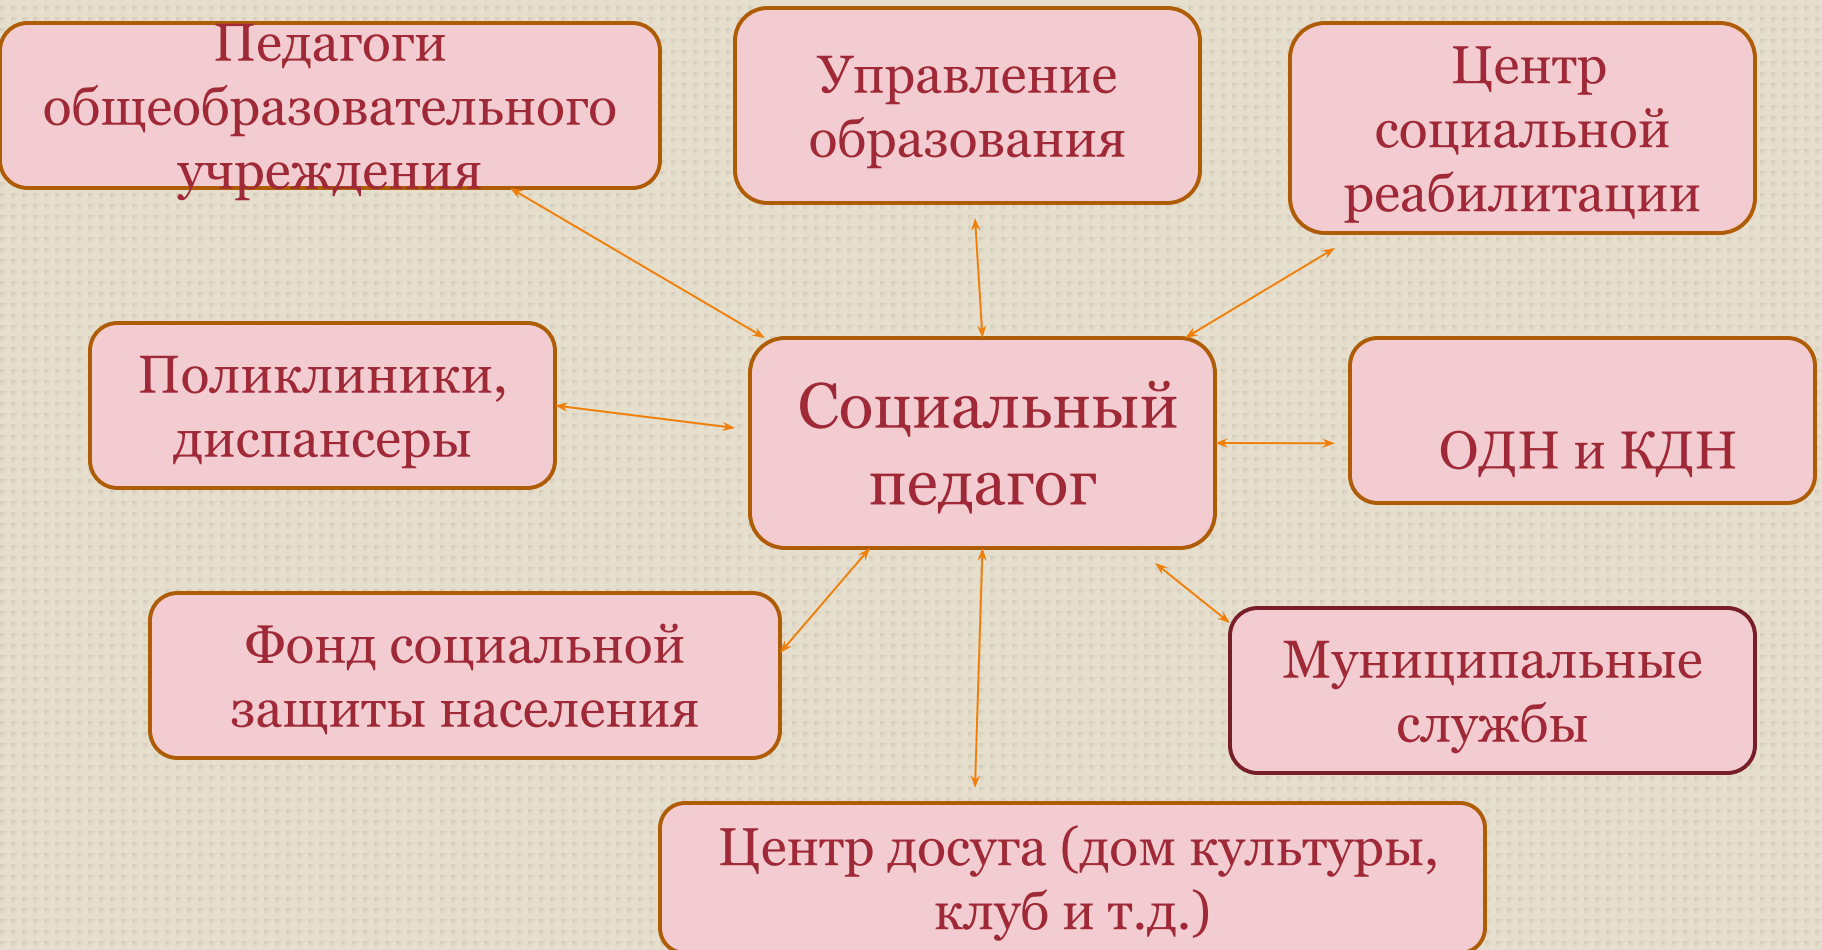 Педагоги
общеобразовательного
учреждения
Управление
образования
Центр
социальной
реабилитации
Поликлиники,
диспансеры
Социальный
педагог
ОДН и КДН
Фонд социальной
защиты населения
Муниципальные
службы
Центр досуга (дом культуры,
клуб и т.д.)